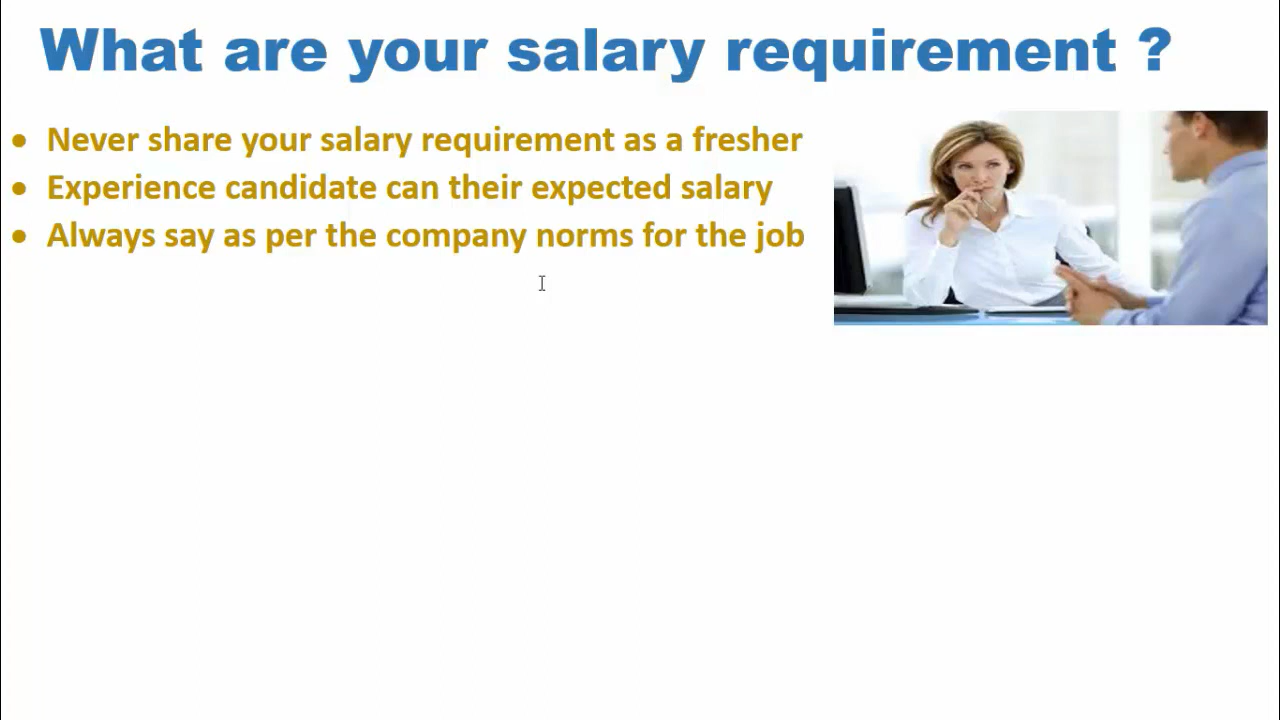 What are your salary requirement ?
• Never share your salary requirement as a fresher
• Experience candidate can their expected salary
• Always say as per the company norms for the job